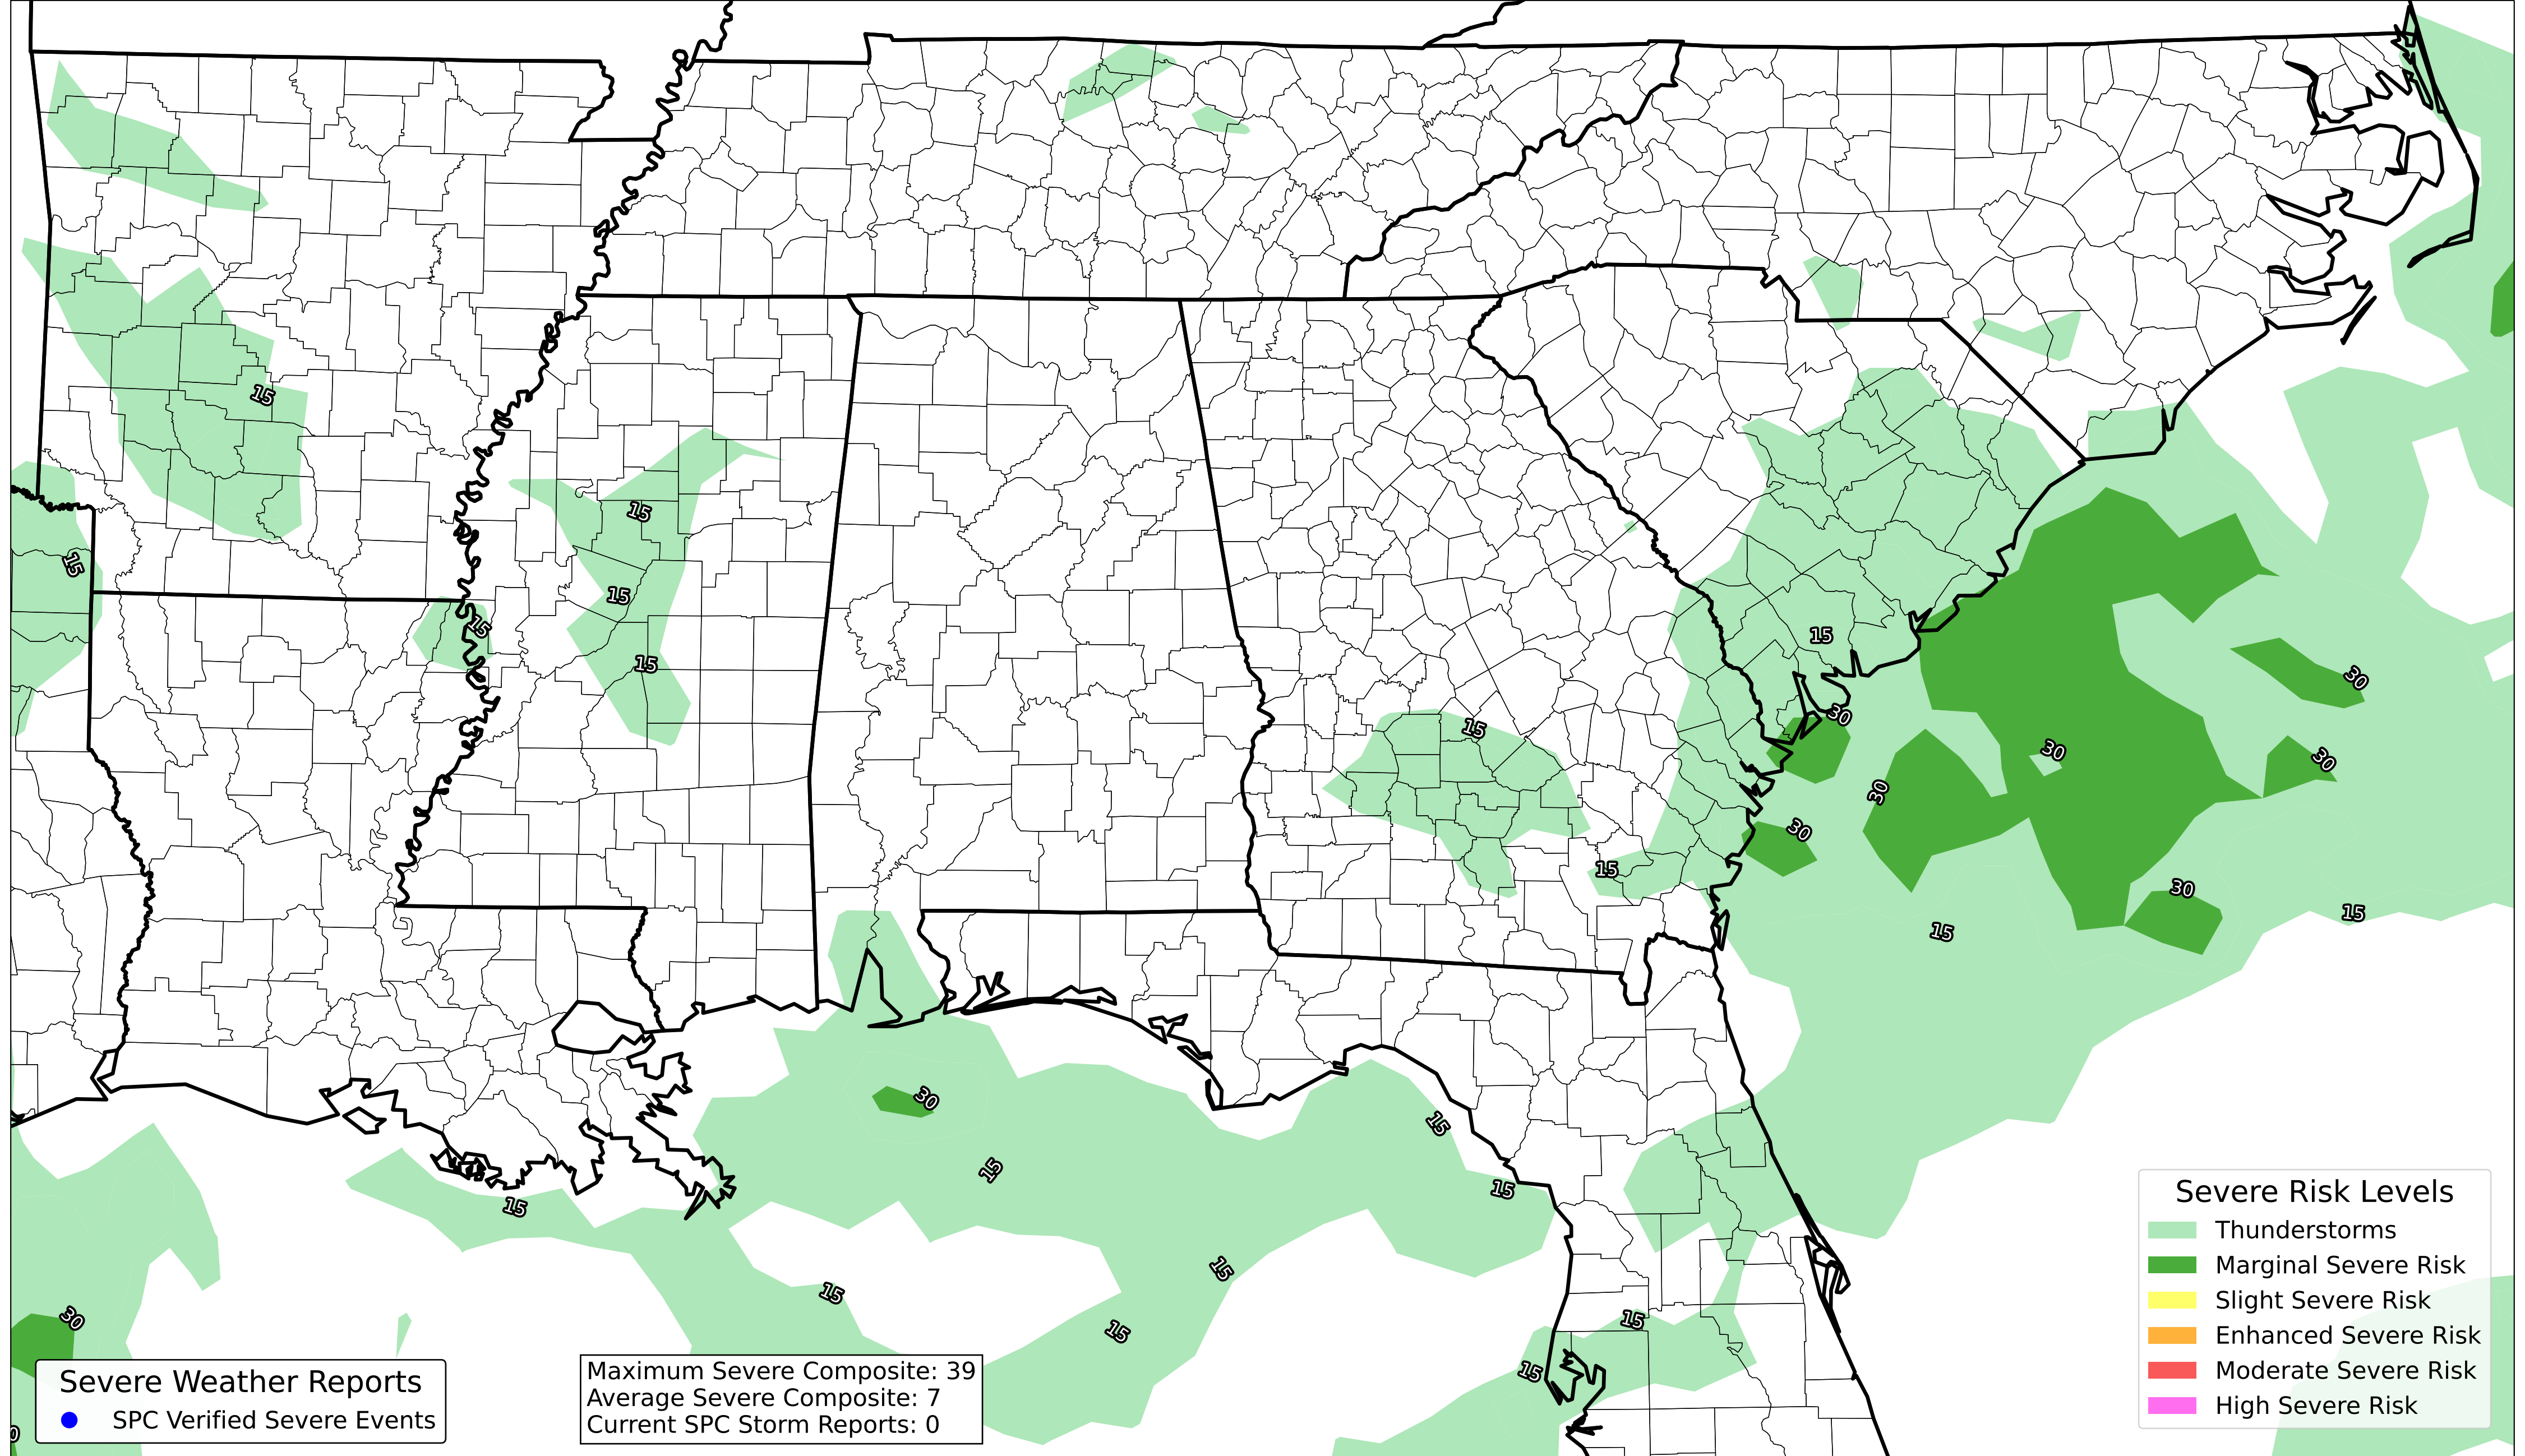 15
15
15
15
15
15
15
15
30
30
15
30
30
30
30
15
30
15
15
30
15
15
15
15
15
15
15
15
30
15
0
Severe Weather Reports
SPC Verified Severe Events
Maximum Severe Composite: 39
Average Severe Composite: 7
Current SPC Storm Reports: 0
Severe Risk Levels
Thunderstorms
Marginal Severe Risk
Slight Severe Risk
Enhanced Severe Risk
Moderate Severe Risk
High Severe Risk